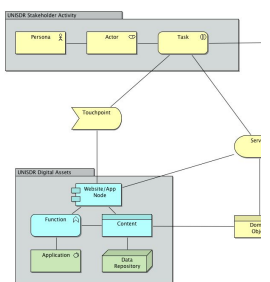 UNISDR Stakeholder Activity
Persona
Actor
Task
Touchpoint
Serv
UNISDR Digital Assets
Website/App
Node
Function
Content
Dom
Obje
Application
Data
Repository